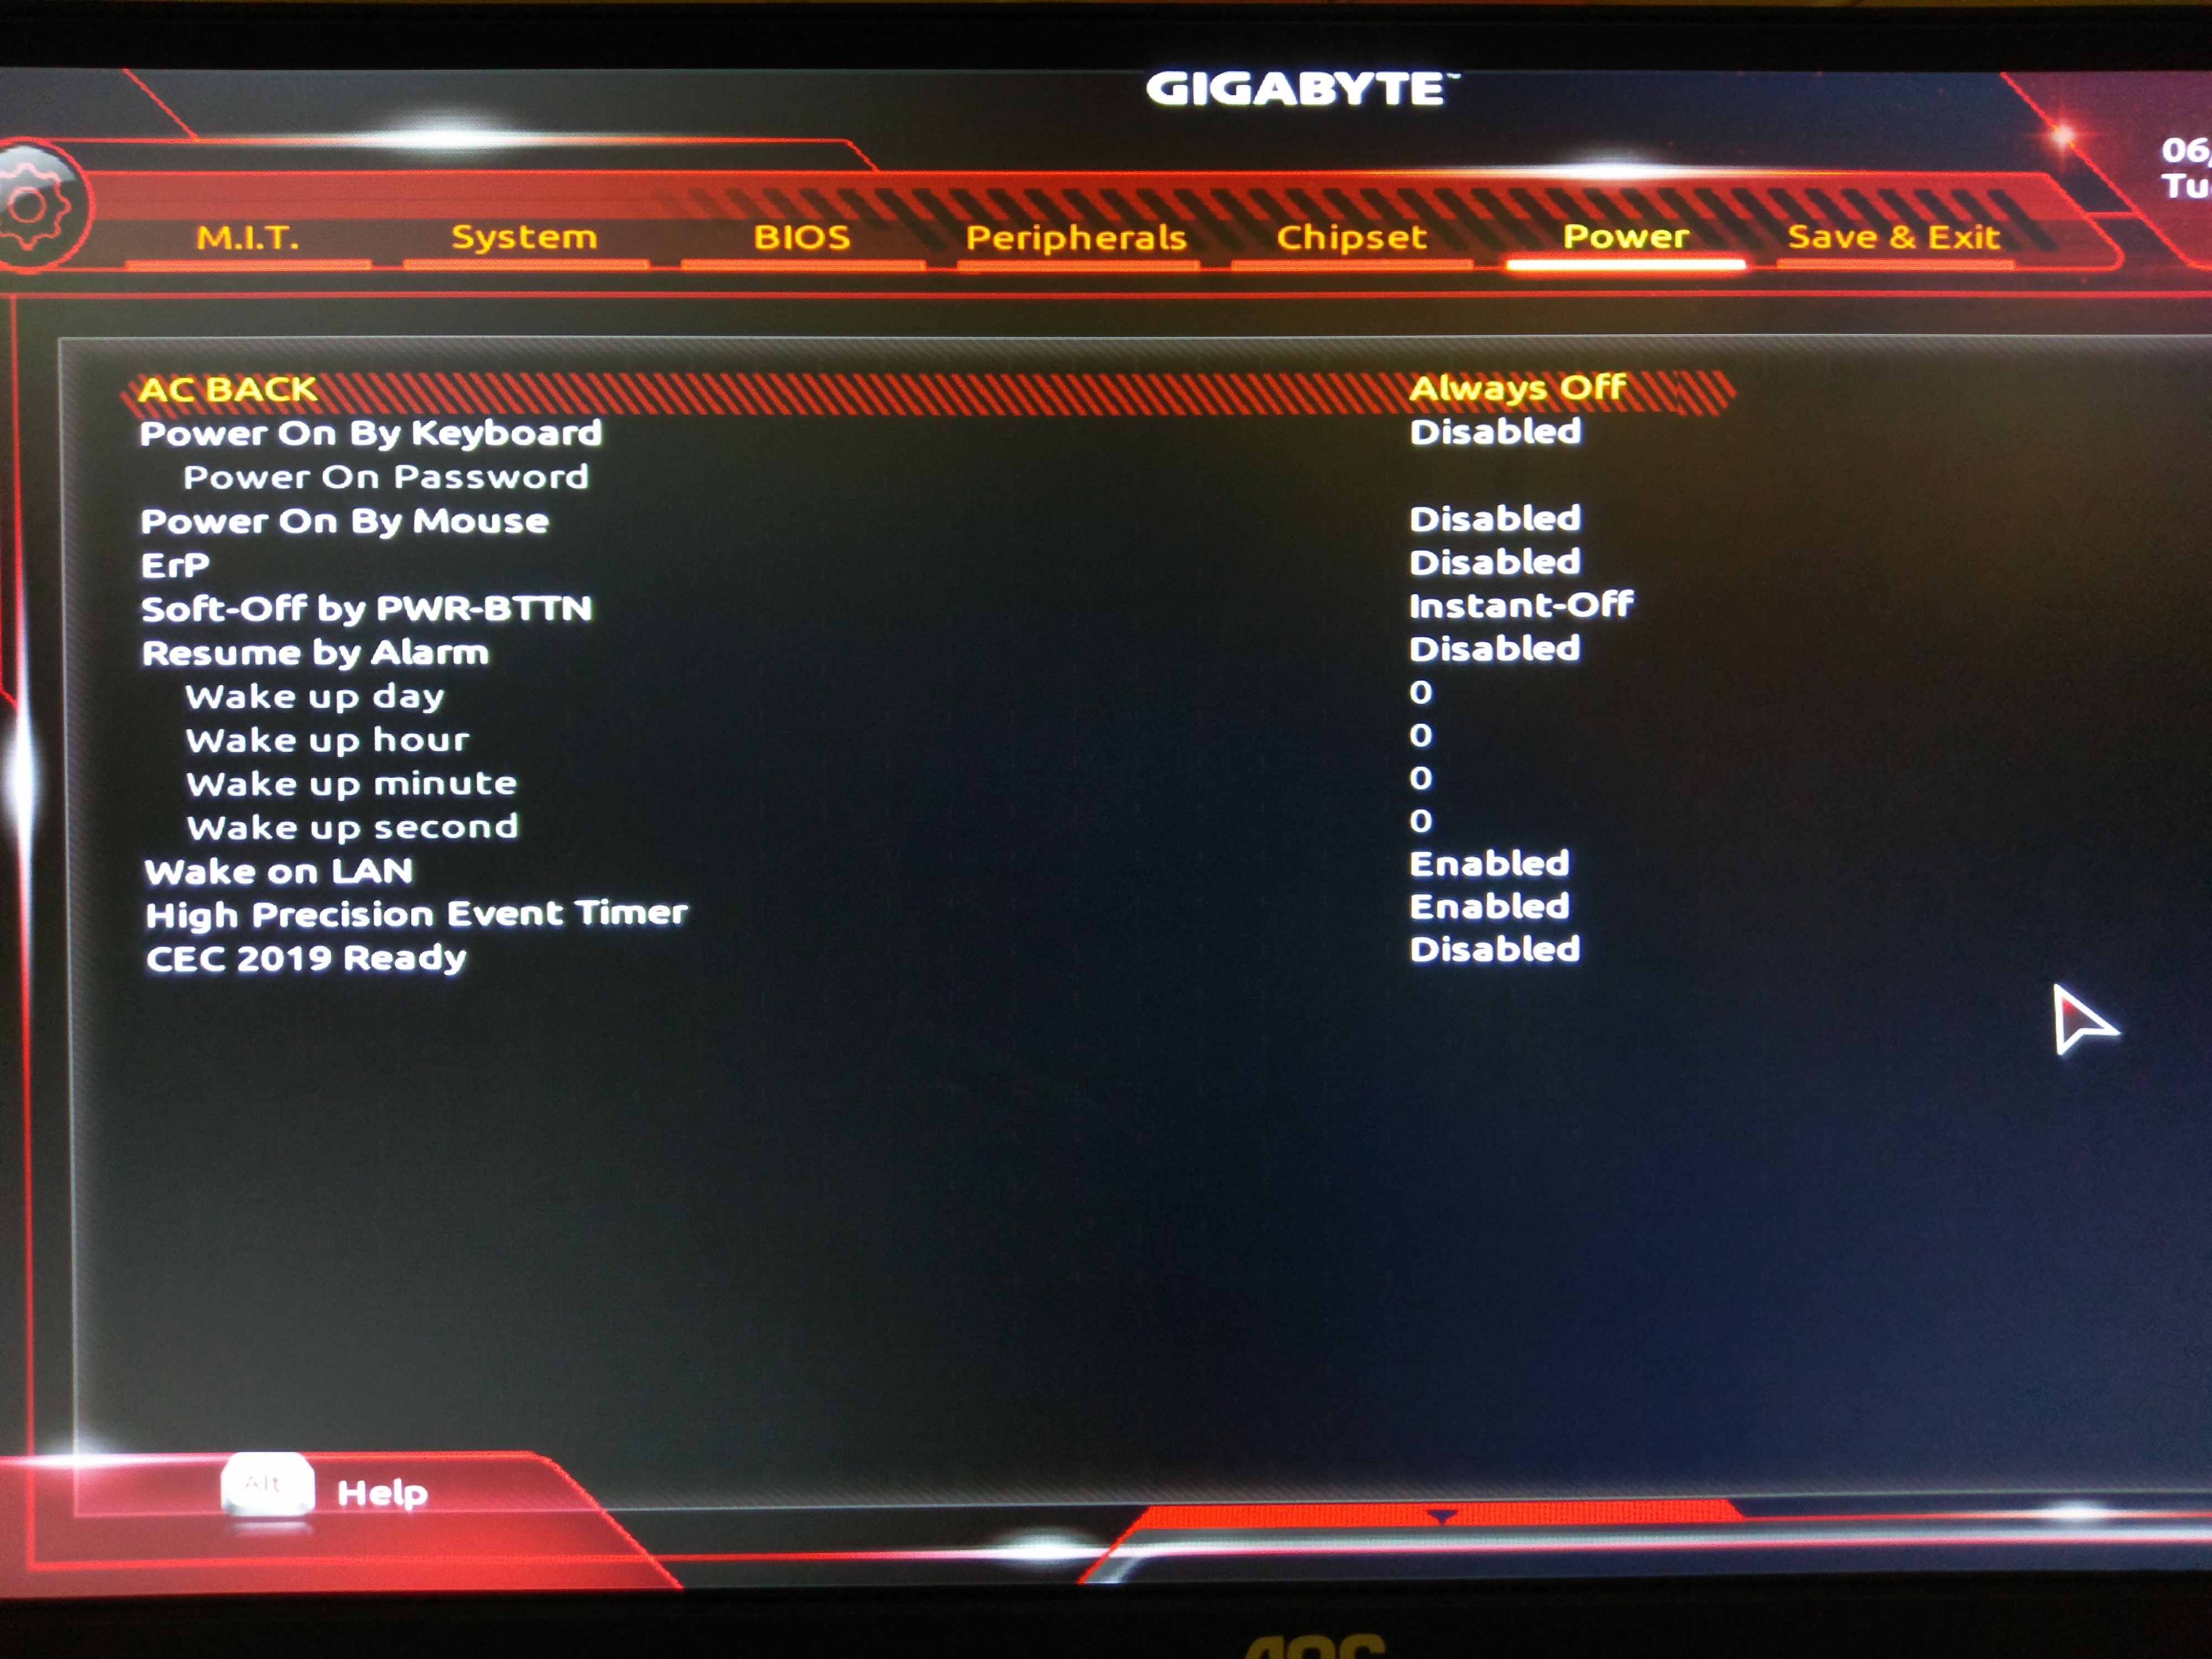 GIGABYTE™
06/
Tu
M.I.T. System BIOS Peripherals Chipset Power Save & Exit
AC BACK Always Off
Power On By Keyboard Disabled
Power On Password
Power On By Mouse Disabled
ErP Disabled
Soft-Off by PWR-BTTN Instant-Off
Resume by Alarm Disabled
Wake up day 0
Wake up hour 0
Wake up minute 0
Wake up second 0
Wake on LAN Enabled
High Precision Event Timer Enabled
CEC 2019 Ready Disabled
Alt Help
AOC